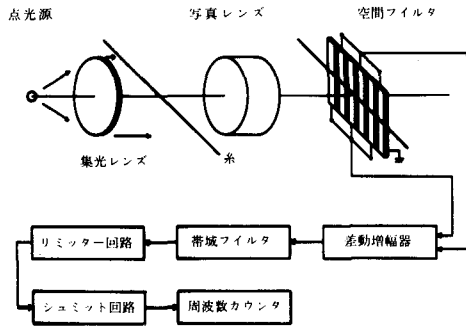 点光源
写真レンズ
空間フィルタ
集光レンズ
糸
リミッター回路
帯域フイルタ
差動増幅器
シュミット回路
周波数カウンタ